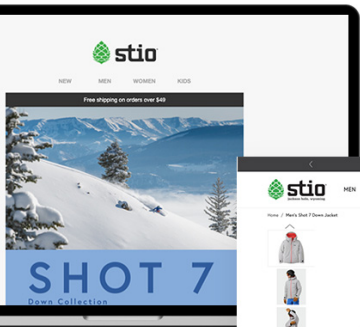 stio
NEW MEN WOMEN KIDS
Free shipping on orders over $49
SHOT 7
Down Collection
stio
MEN
Home / Men's Shot 7 Down Jacket